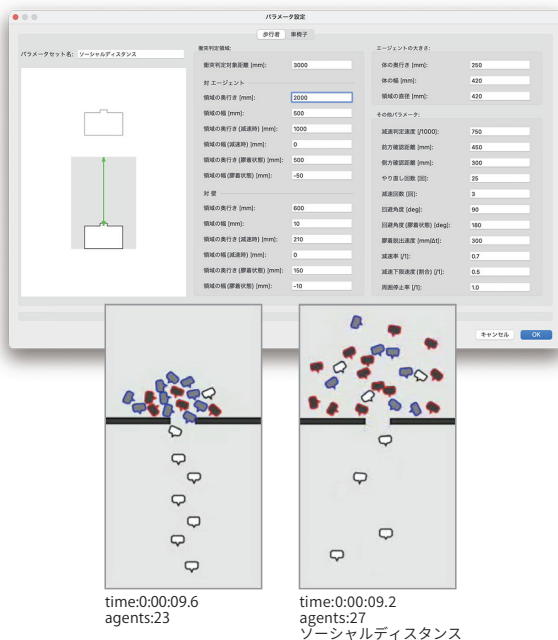 パラメータ設定
歩行者 車椅子
パラメータセット名: ソーシャルディスタンス
衝突判定領域:
衝突判定対象距離 [mm]: 3000
対 エージェント
領域の奥行き [mm]: 2000
領域の幅 [mm]: 500
領域の奥行き (減速時) [mm]: 1000
領域の幅 (減速時) [mm]: 0
領域の奥行き (膠着状態) [mm]: 500
領域の幅 (膠着状態) [mm]: -50
対 壁
領域の奥行き [mm]: 600
領域の幅 [mm]: 10
領域の奥行き (減速時) [mm]: 210
領域の幅 (減速時) [mm]: 0
領域の奥行き (膠着状態) [mm]: 150
領域の幅 (膠着状態) [mm]: -10
エージェントの大きさ:
体の奥行き [mm]: 250
体の幅 [mm]: 420
領域の直径 [mm]: 420
その他パラメータ:
減速判定速度 [/1000]: 750
前方確認距離 [mm]: 450
側方確認距離 [mm]: 300
やり直し回数 [回]: 25
減速回数 [回]: 3
回避角度 [deg]: 90
回避角度 (膠着状態) [deg]: 180
膠着脱出速度 [mm/Δt]: 300
減速率 [/1]: 0.7
減速下限速度 (割合) [/1]: 0.5
周囲停止率 [/1]: 1.0
キャンセル OK
time:0:00:09.6
agents:23
time:0:00:09.2
agents:27
ソーシャルディスタンス